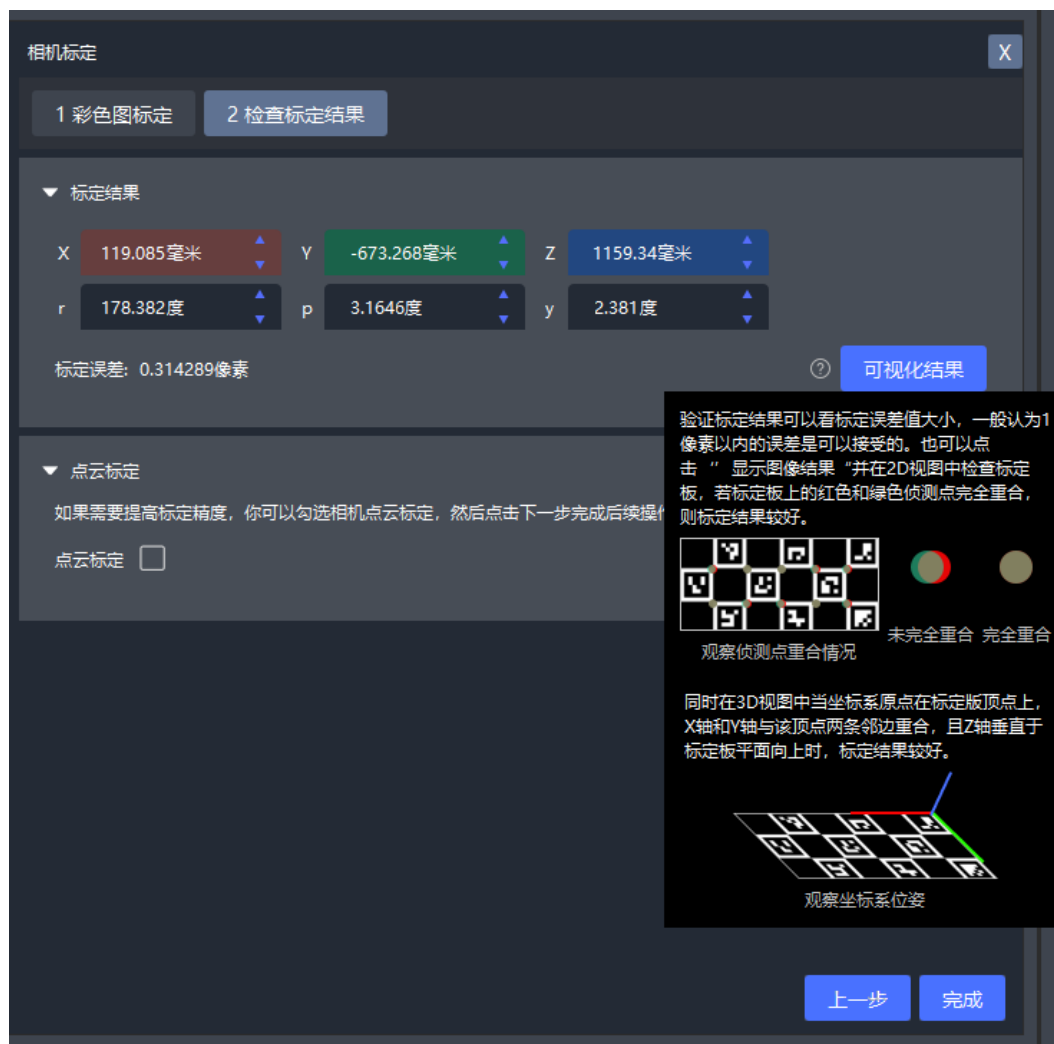 相机标定
X
1 彩色图标定
2 检查标定结果
标定结果
X 119.085毫米 Y -673.268毫米 Z 1159.34毫米
r 178.382度 p 3.1646度 y 2.381度
标定误差: 0.314289像素
? 可视化结果
验证标定结果可以看标定误差值大小，一般认为1
像素以内的误差是可以接受的。也可以点
击 “ 显示图像结果 “并在2D视图中检查标定
板，若标定板上的红色和绿色侦测点完全重合，
则标定结果较好。
未完全重合 完全重合
观察侦测点重合情况
同时在3D视图中当坐标系原点在标定版顶点上，
X轴和Y轴与该顶点两条邻边重合，且Z轴垂直于
标定板平面向上时，标定结果较好。
观察坐标系位姿
点云标定
如果需要提高标定精度，你可以勾选相机点云标定，然后点击下一步完成后续
点云标定
上一步
完成